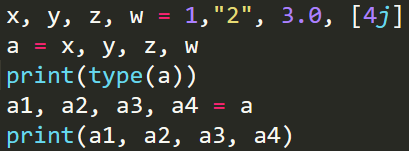 x, y, z, w = 1,"2", 3.0, [4j]
a = x, y, z, w
print(type(a))
a1, a2, a3, a4 = a
print(a1, a2, a3, a4)